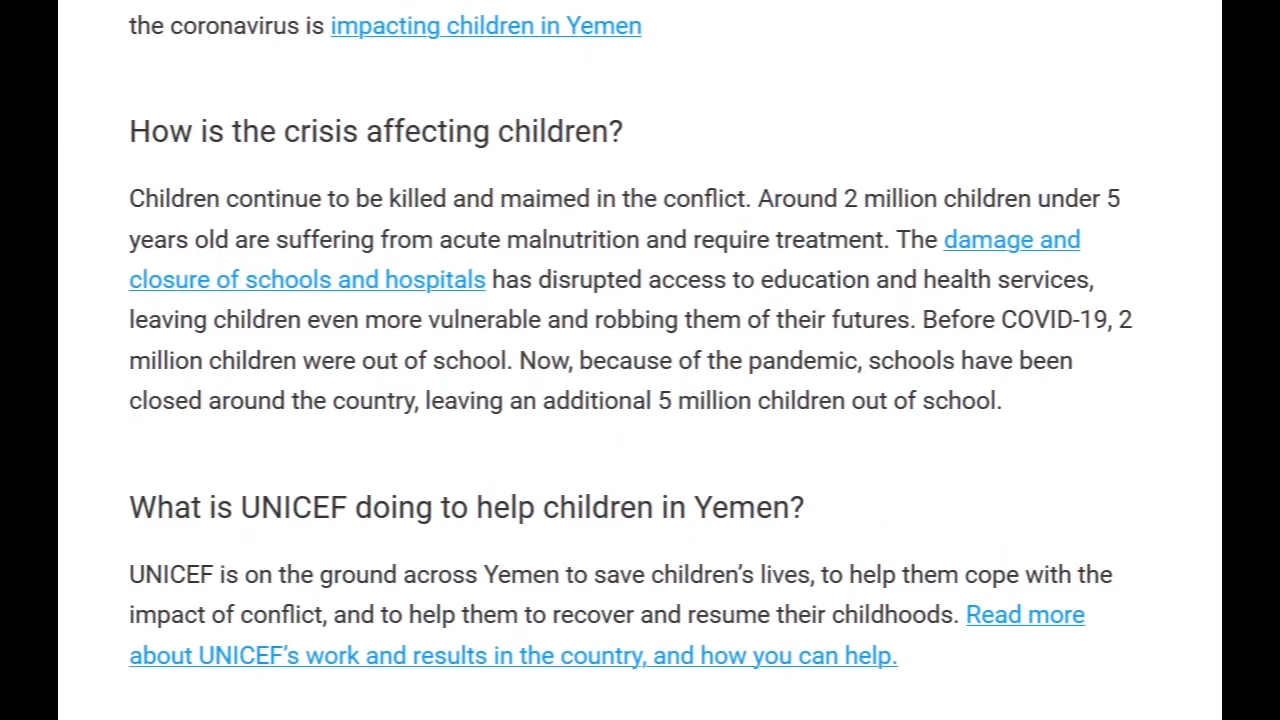 the coronavirus is impacting children in Yemen
How is the crisis affecting children?
Children continue to be killed and maimed in the conflict. Around 2 million children under 5
years old are suffering from acute malnutrition and require treatment. The damage and
closure of schools and hospitals has disrupted access to education and health services,
leaving children even more vulnerable and robbing them of their futures. Before COVID-19, 2
million children were out of school. Now, because of the pandemic, schools have been
closed around the country, leaving an additional 5 million children out of school.
What is UNICEF doing to help children in Yemen?
UNICEF is on the ground across Yemen to save children’s lives, to help them cope with the
impact of conflict, and to help them to recover and resume their childhoods. Read more
about UNICEF’s work and results in the country, and how you can help.